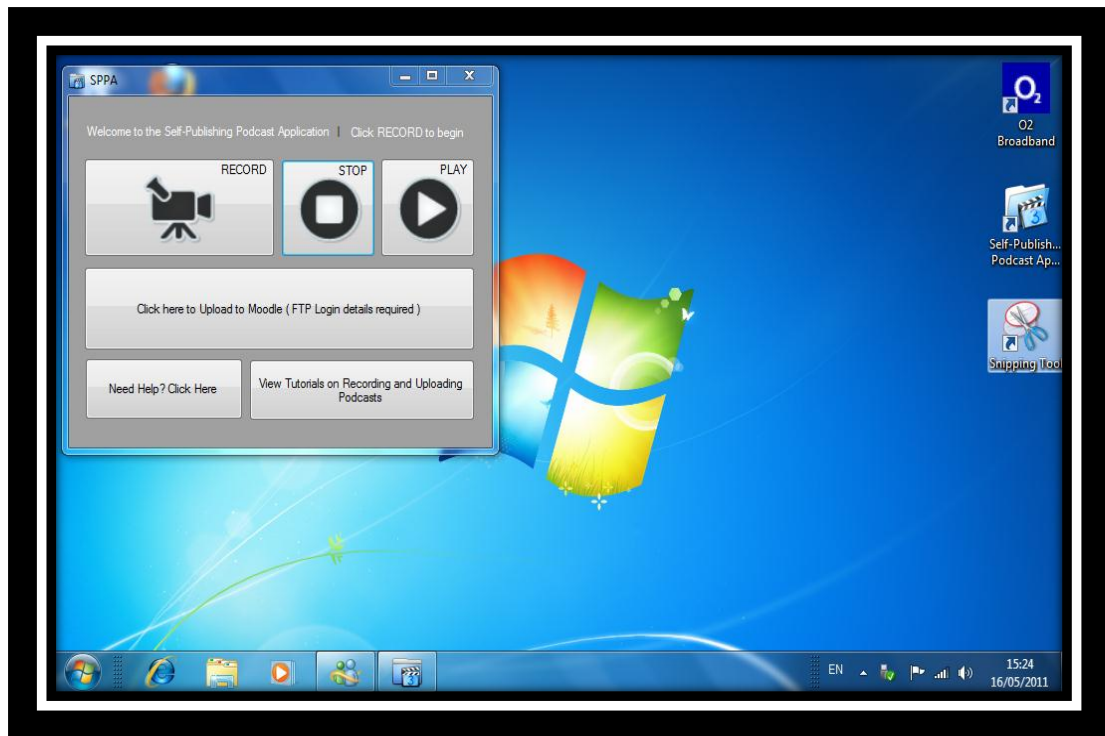 SPPA
Welcome to the Self-Publishing Podcast Application | Click RECORD to begin
RECORD
STOP
PLAY
Click here to Upload to Moodle ( FTP Login details required )
Need Help? Click Here
View Tutorials on Recording and Uploading
Podcasts
O2
O2
Broadband
Self-Publish...
Podcast Ap...
Snipping Tool
EN
15:24
16/05/2011